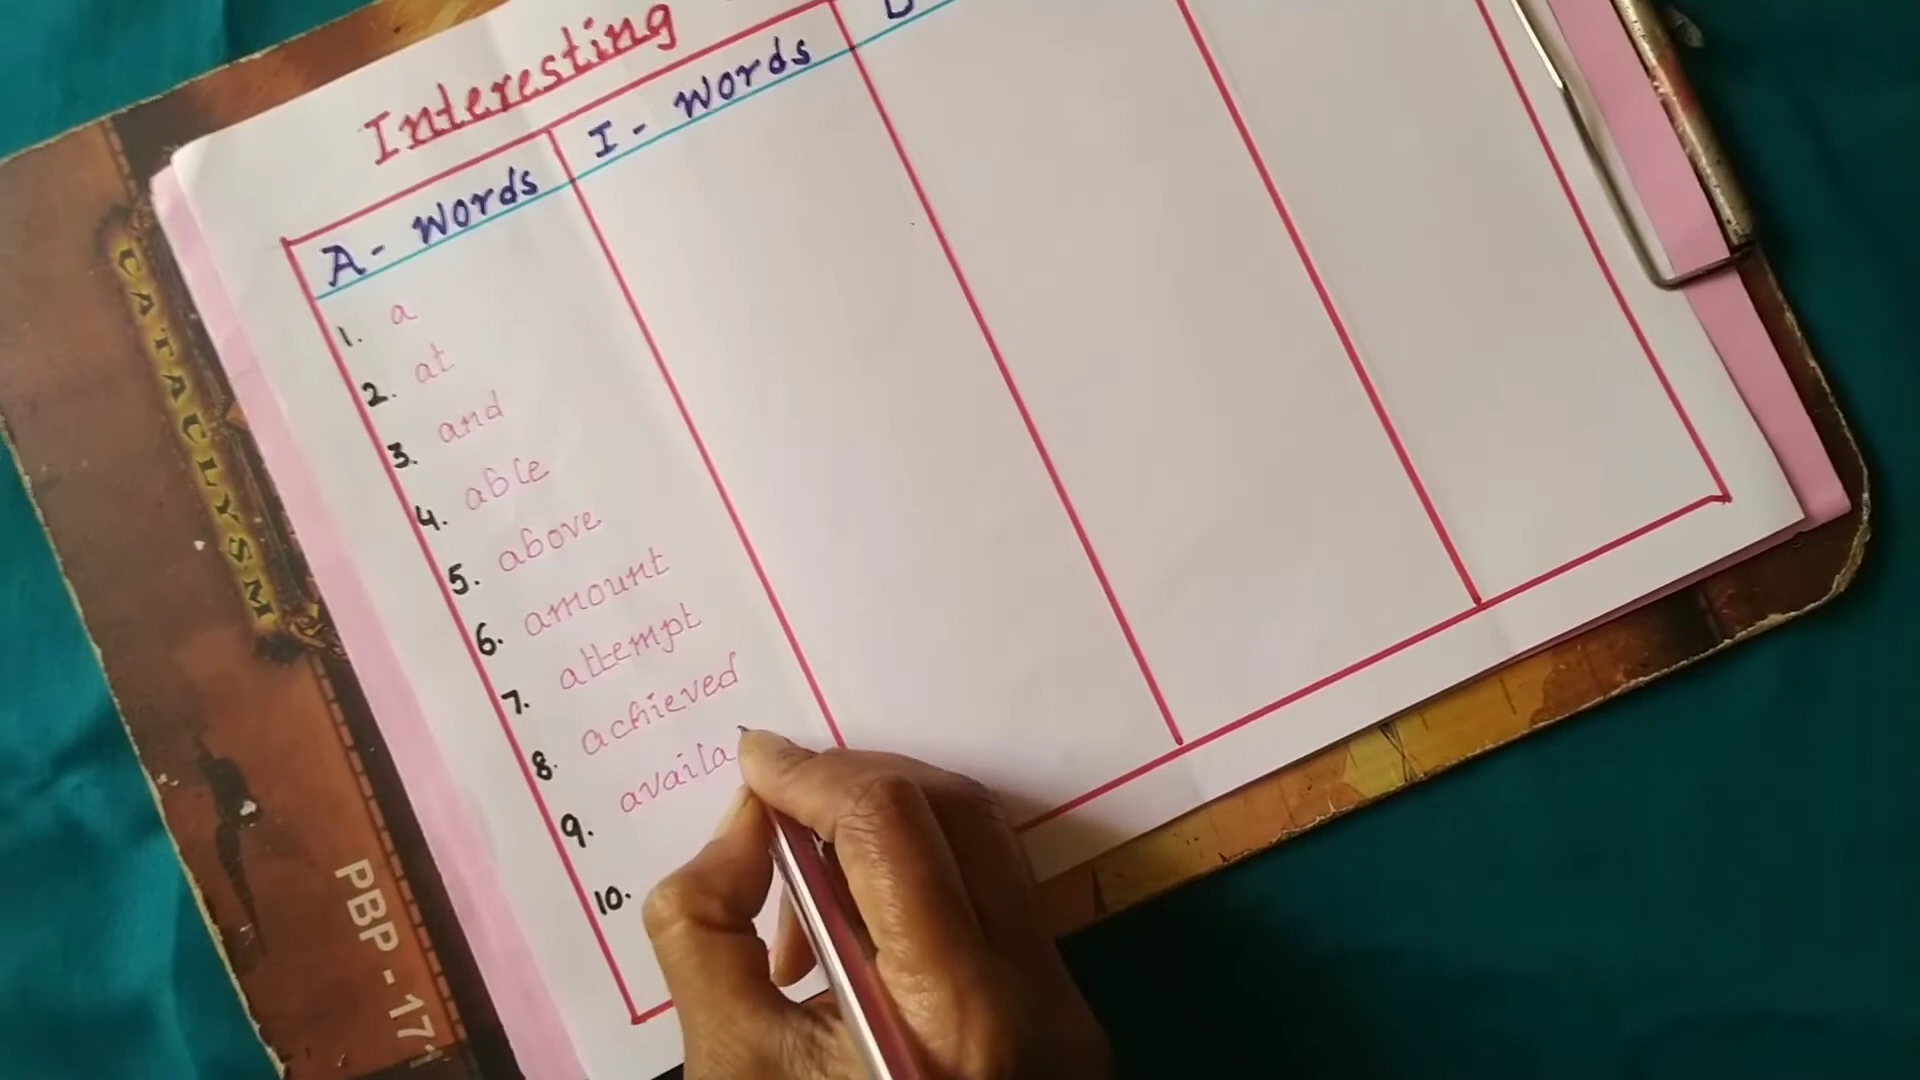 Interesting
A - Words
I - Words
1. a
2. at
3. and
4. able
5. above
6. amount
7. attempt
8. achieved
9. availa
10.
CATACLYSM
PBP - 171